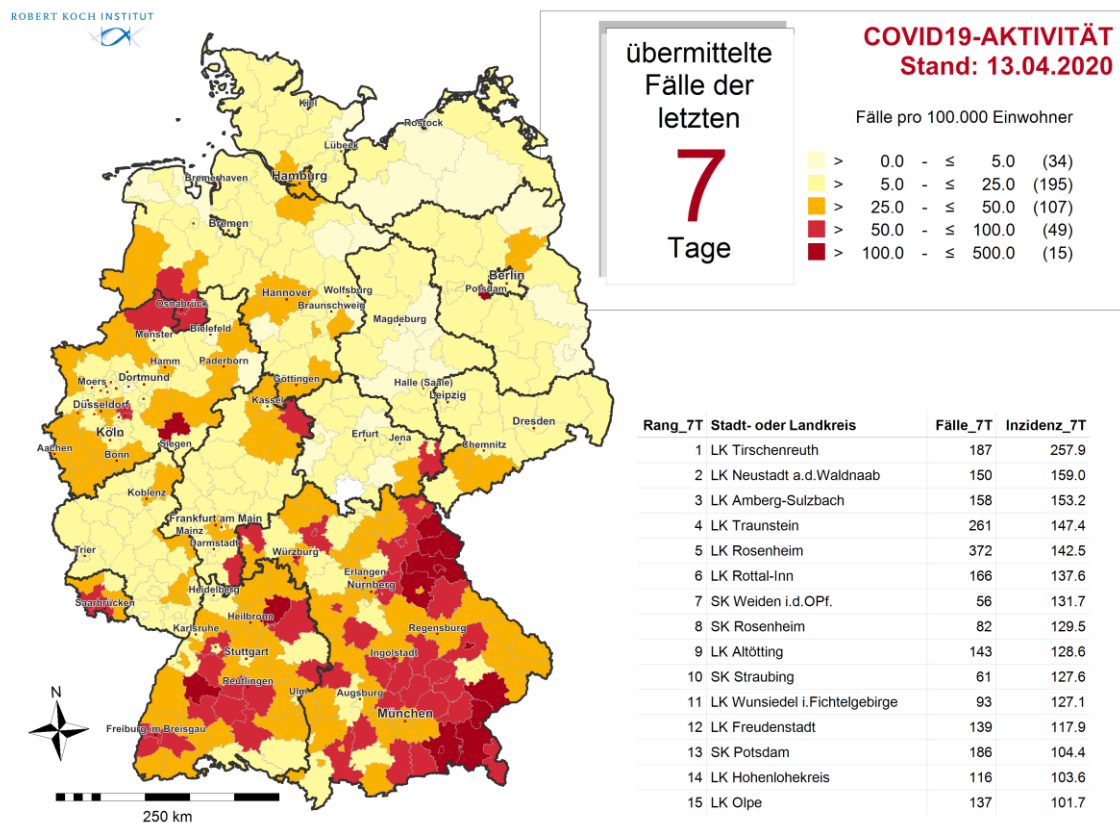 ROBERT KOCH INSTITUT
übermittelte
Fälle der
letzten
7
Tage
COVID19-AKTIVITÄT
Stand: 13.04.2020
Fälle pro 100.000 Einwohner
> 0.0 - ≤ 5.0 (34)
> 5.0 - ≤ 25.0 (195)
> 25.0 - ≤ 50.0 (107)
> 50.0 - ≤ 100.0 (49)
> 100.0 - ≤ 500.0 (15)
Kiel
Rostock
Lübeck
Bremerhaven
Hamburg
Bremen
Berlin
Potsdam
Hannover
Wolfsburg
Osnabrück
Braunschweig
Magdeburg
Bielefeld
Münster
Hamm
Paderborn
Göttingen
Moers
Dortmund
Halle (Saale)
Leipzig
Düsseldorf
Kassel
Dresden
Köln
Erfurt
Jena
Siegen
Chemnitz
Aachen
Bonn
Koblenz
Frankfurt am Main
Mainz
Darmstadt
Würzburg
Trier
Erlangen
Nürnberg
Heidelberg
Saarbrücken
Heilbronn
Karlsruhe
Regensburg
Stuttgart
Ingolstadt
Reutlingen
Ulm
Augsburg
München
Freiburg im Breisgau
N
250 km
Rang_7T Stadt- oder Landkreis Fälle_7T Inzidenz_7T
1 LK Tirschenreuth 187 257.9
2 LK Neustadt a.d.Waldnaab 150 159.0
3 LK Amberg-Sulzbach 158 153.2
4 LK Traunstein 261 147.4
5 LK Rosenheim 372 142.5
6 LK Rottal-Inn 166 137.6
7 SK Weiden i.d.OPf. 56 131.7
8 SK Rosenheim 82 129.5
9 LK Altötting 143 128.6
10 SK Straubing 61 127.6
11 LK Wunsiedel i.Fichtelgebirge 93 127.1
12 LK Freudenstadt 139 117.9
13 SK Potsdam 186 104.4
14 LK Hohenlohekreis 116 103.6
15 LK Olpe 137 101.7